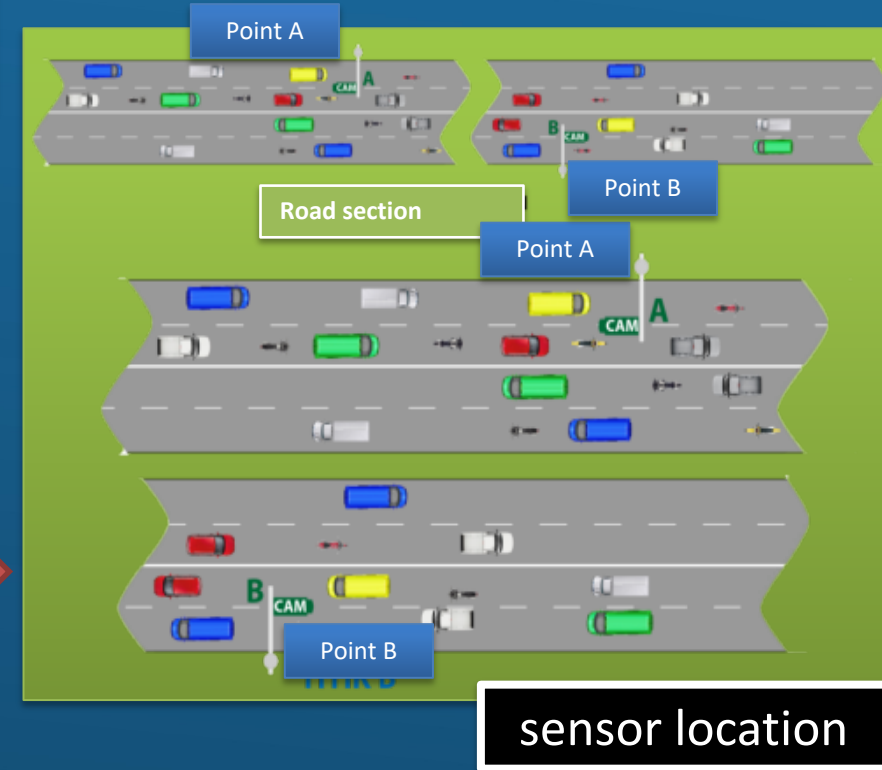 Point A
A
CAM
B
CAM
Point B
Road section
Point A
A
CAM
B
CAM
Point B
sensor location